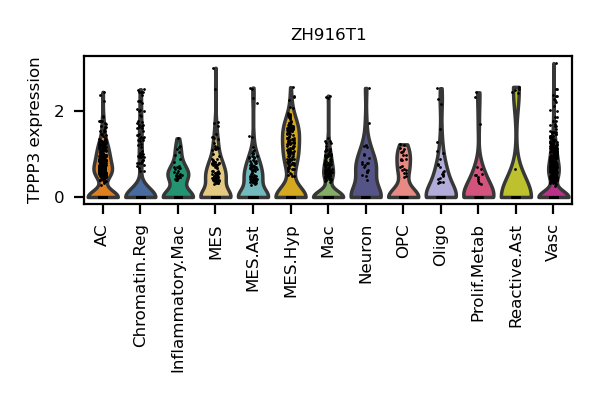 ZH916T1
TPPP3 expression
2
0
AC
Chromatin.Reg
Inflammatory.Mac
MES
MES.Ast
MES.Hyp
Mac
Neuron
OPC
Oligo
Prolif.Metab
Reactive.Ast
Vasc